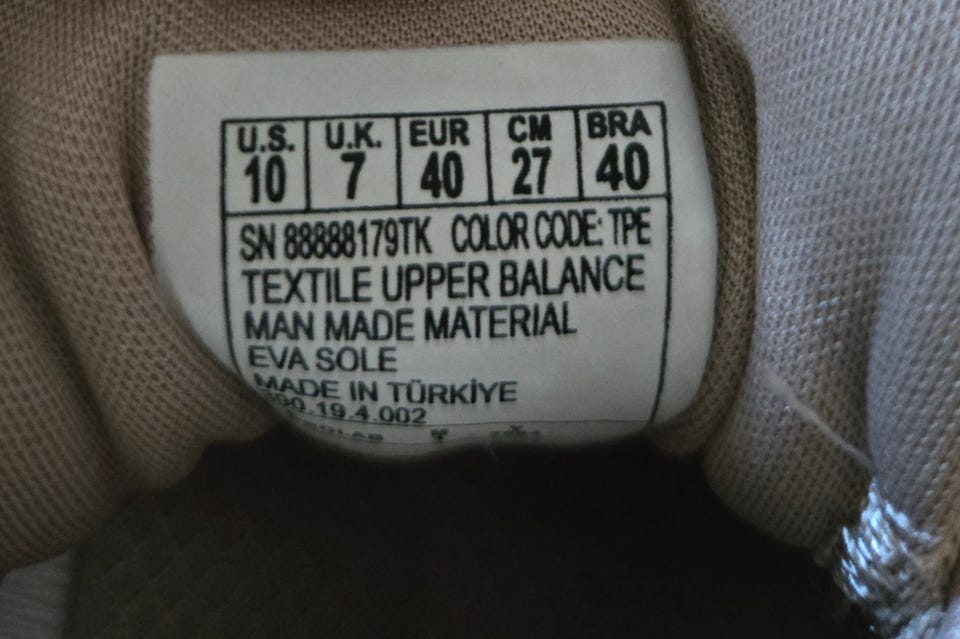 U.S. U.K. EUR CM BRA
10 7 40 27 40
SN 88888179TK COLOR CODE: TPE
TEXTILE UPPER BALANCE
MAN MADE MATERIAL
EVA SOLE
MADE IN TÜRKİYE